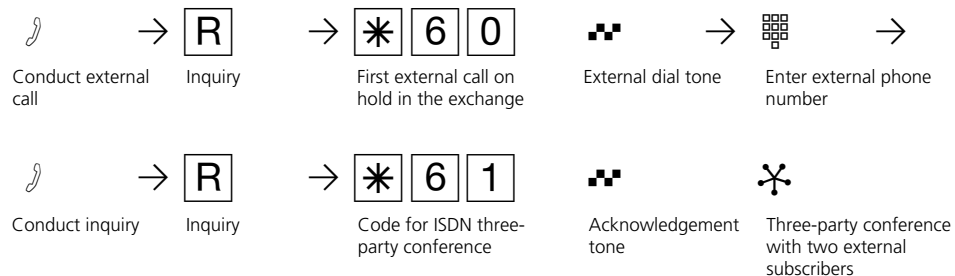 R * 6 0
Conduct external Inquiry First external call on External dial tone Enter external phone
call hold in the exchange number
R * 6 1
Conduct inquiry Inquiry Code for ISDN three- Acknowledgement Three-party conference
party conference tone with two external
subscribers